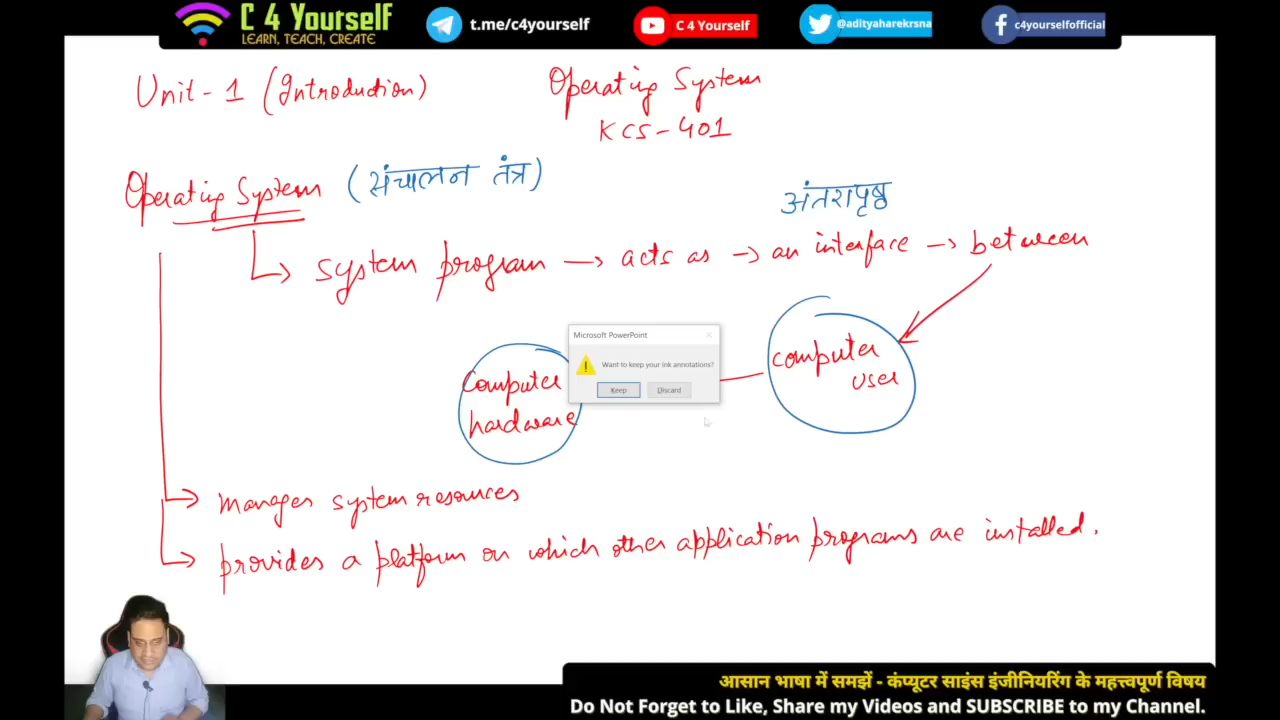 C 4 Yourself
LEARN, TEACH, CREATE
t.me/c4yourself
C 4 Yourself
@adityaharekrsna
c4yourselfofficial
Unit - 1 (Introduction)
Operating System
KCS - 401
Operating System (संचालन तंत्र)
अंतरापृष्ठ
system program → acts as → an interface → between
Microsoft PowerPoint
Want to keep your ink annotations?
Keep
Discard
computer
user
Computer
hardware
manages system resources
provides a platform on which other application programs are installed.
आसान भाषा में समझें - कंप्यूटर साइंस इंजीनियरिंग के महत्त्वपूर्ण विषय
Do Not Forget to Like, Share my Videos and SUBSCRIBE to my Channel.